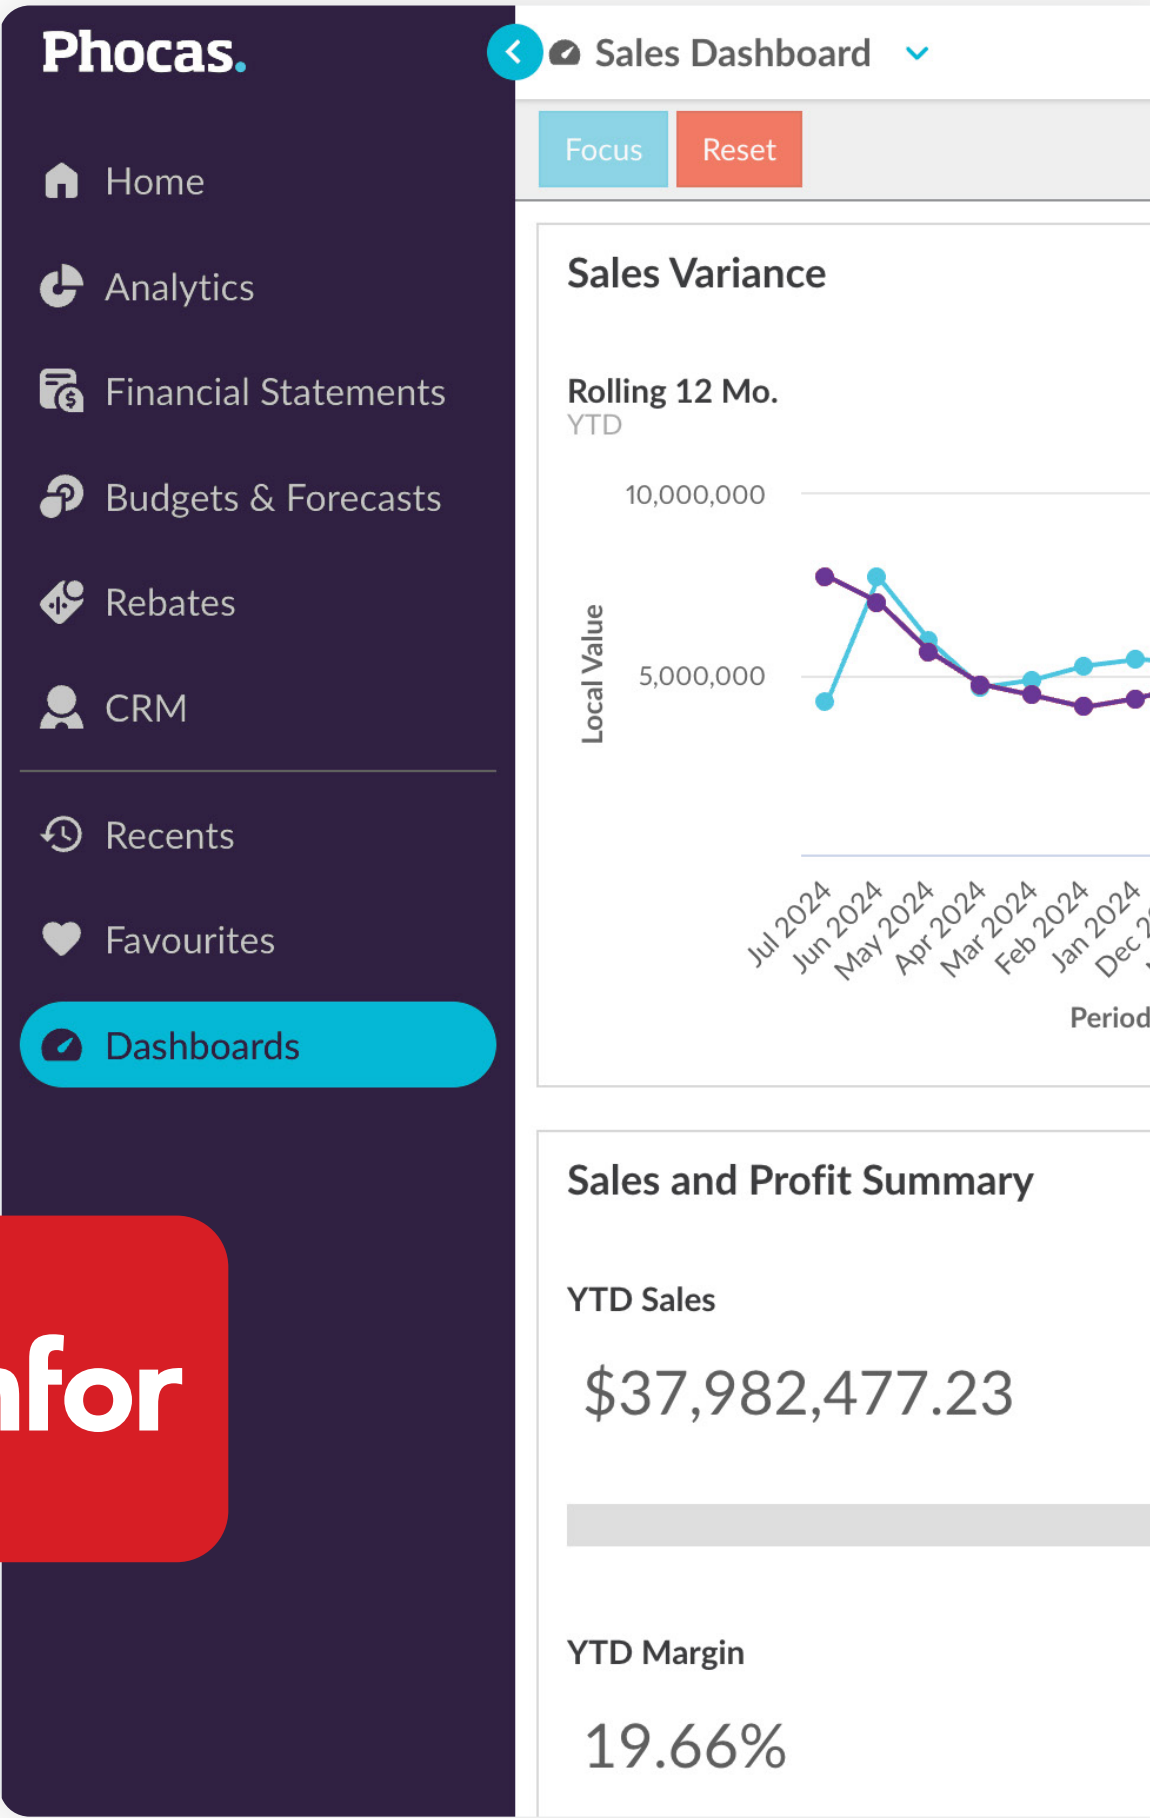 Phocas.
Home
Analytics
Financial Statements
Budgets & Forecasts
Rebates
CRM
Recents
Favourites
Dashboards
nfor
Sales Dashboard
Focus
Reset
Sales Variance
Rolling 12 Mo.
YTD
10,000,000
5,000,000
Local Value
Jul 2024
Jun 2024
May 2024
Apr 2024
Mar 2024
Feb 2024
Jan 2024
Dec 2
Period
Sales and Profit Summary
YTD Sales
$37,982,477.23
YTD Margin
19.66%